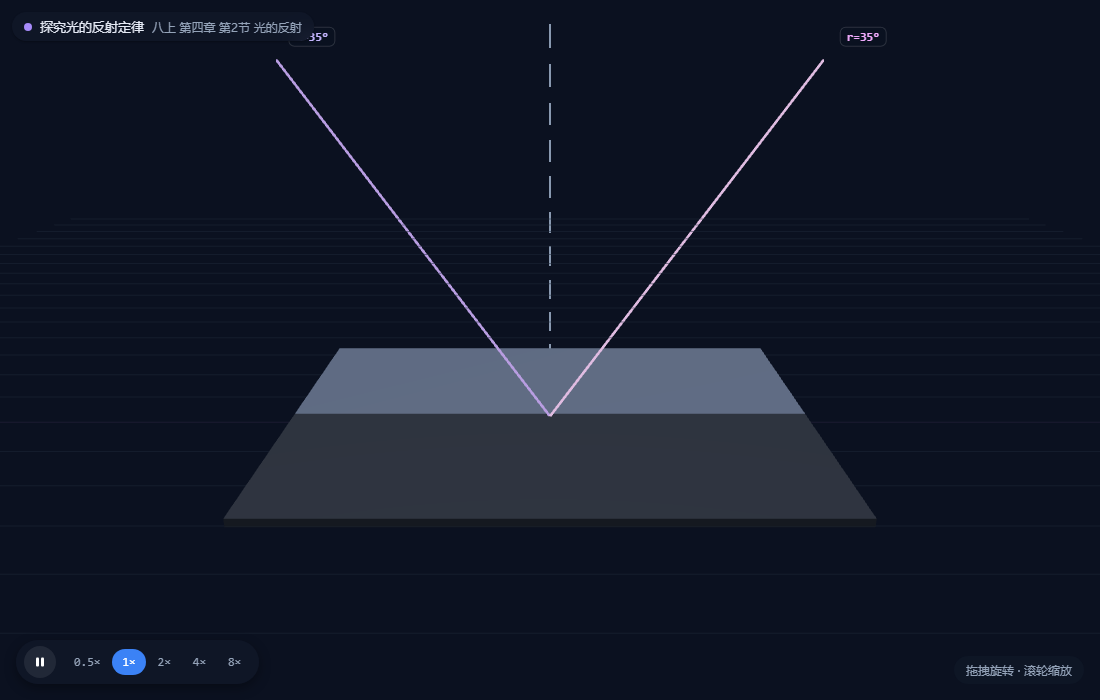 探究光的反射定律 八上 第四章 第2节 光的反射
35°
r=35°
0.5× 1× 2× 4× 8×
拖拽旋转 · 滚轮缩放